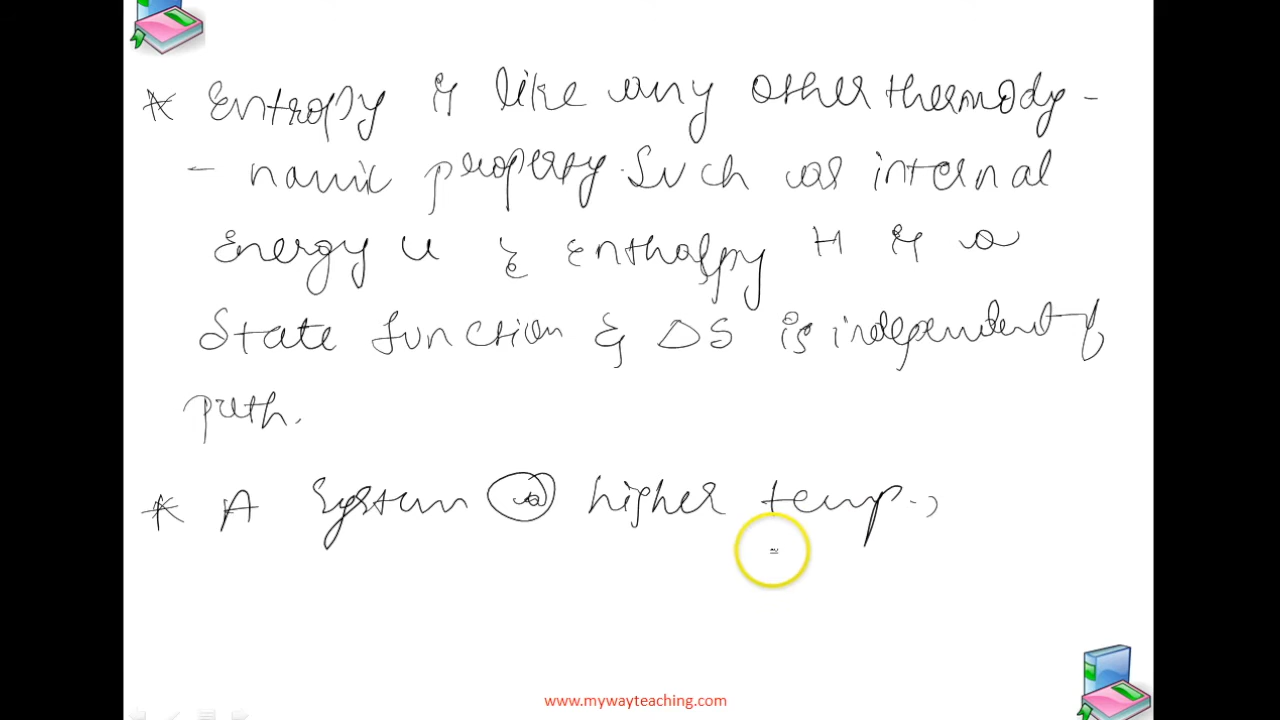 * Entropy is like any other thermody-
- namic property such as internal
Energy U & Enthalpy H is a
State function & ΔS is independent of
path.
* A System @ higher temp.,
www.mywayteaching.com